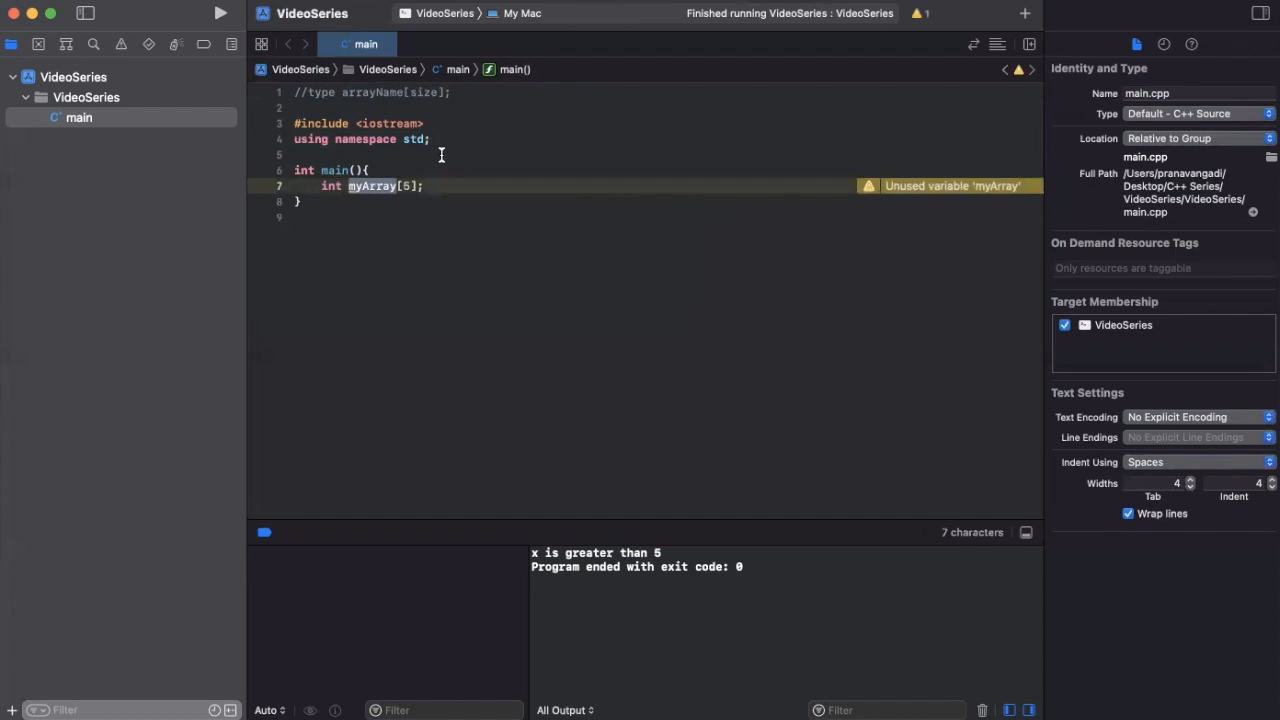 VideoSeries
VideoSeries > My Mac
Finished running VideoSeries : VideoSeries
1
main
VideoSeries
VideoSeries
main
VideoSeries > VideoSeries > main > main()
1 //type arrayName[size];
2
3 #include <iostream>
4 using namespace std;
5
6 int main(){
7 int myArray[5];
Unused variable 'myArray'
8 }
9
Identity and Type
Name main.cpp
Type Default - C++ Source
Location Relative to Group
main.cpp
Full Path /Users/pranavangadi/
Desktop/C++ Series/
VideoSeries/VideoSeries/
main.cpp
On Demand Resource Tags
Only resources are taggable
Target Membership
VideoSeries
Text Settings
Text Encoding No Explicit Encoding
Line Endings No Explicit Line Endings
Indent Using Spaces
Widths 4 4
Tab Indent
Wrap lines
7 characters
x is greater than 5
Program ended with exit code: 0
Filter
Auto
Filter
All Output
Filter